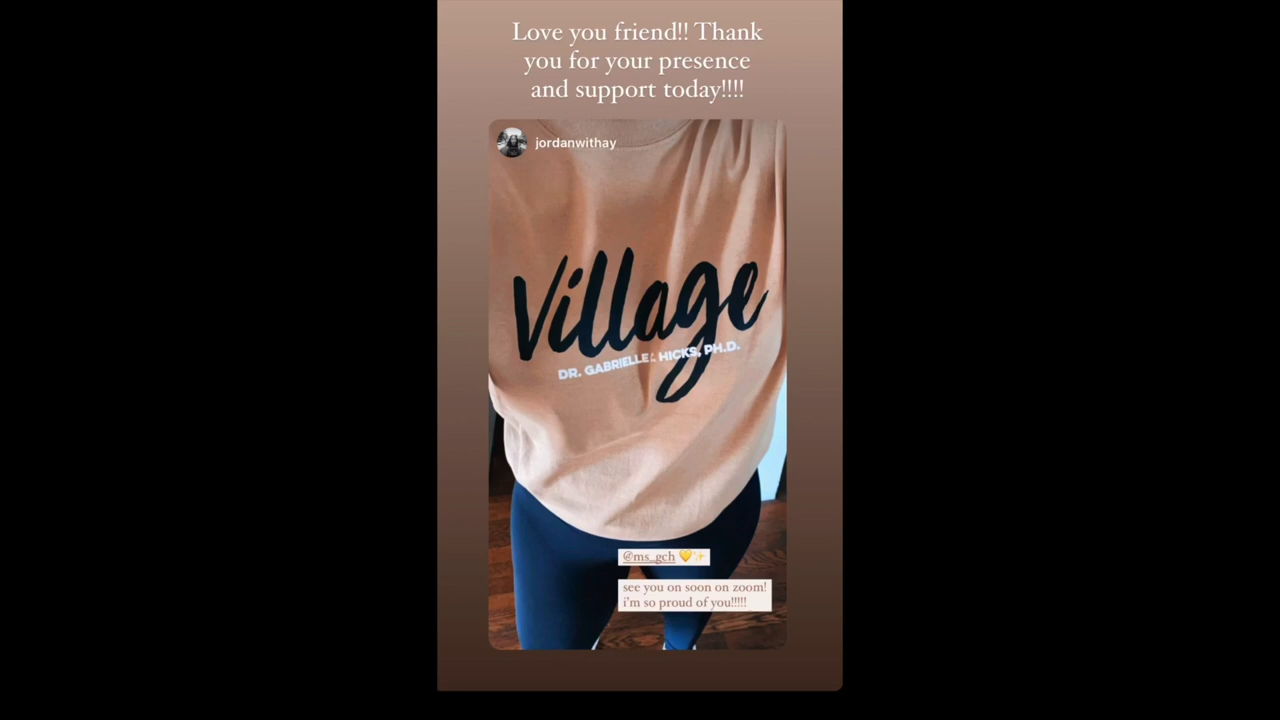 Love you friend!! Thank
you for your presence
and support today!!!!
jordanwithay
Village
DR. GABRIELLE HICKS, PH.D.
@ms_gch 💛✨
see you on soon on zoom!
i'm so proud of you!!!!!